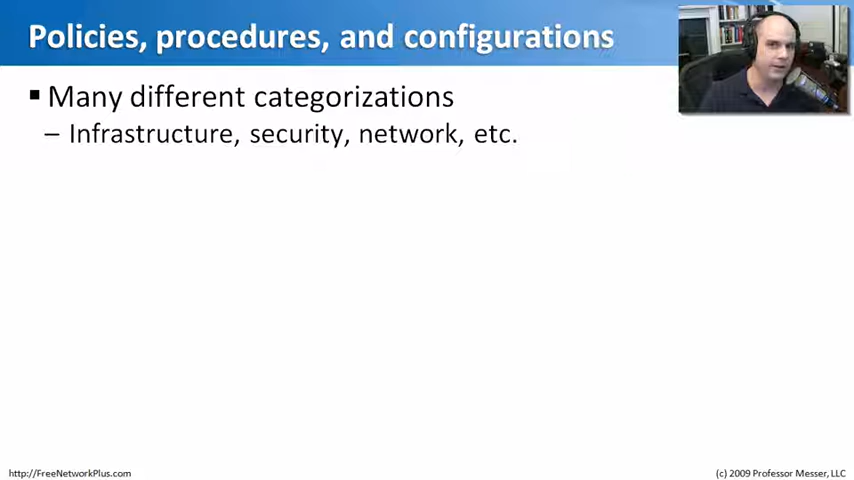 Policies, procedures, and configurations
▪ Many different categorizations
– Infrastructure, security, network, etc.
http://FreeNetworkPlus.com
(c) 2009 Professor Messer, LLC